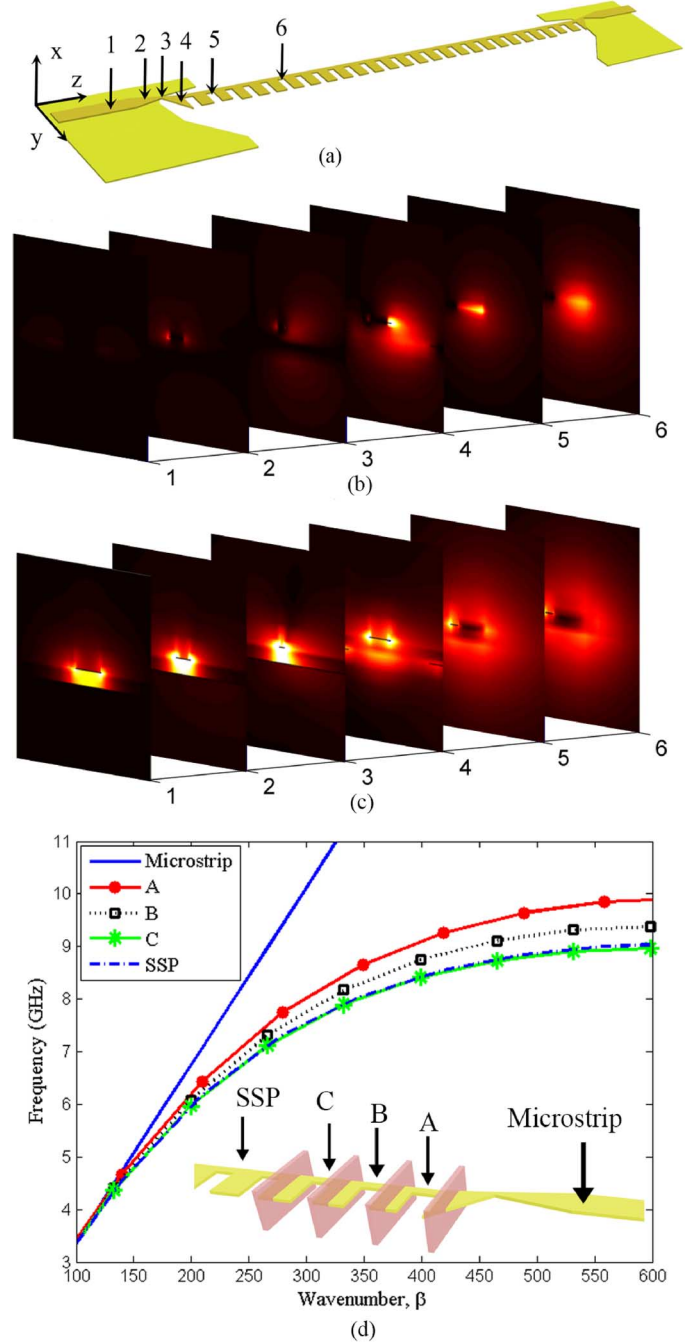 x
z
y
1 2 3 4 5 6
(a)
1 2 3 4 5 6
(b)
1 2 3 4 5 6
(c)
11
10
9
8
7
6
5
4
3
Frequency (GHz)
Microstrip
A
B
C
SSP
SSP
C
B
A
Microstrip
100 150 200 250 300 350 400 450 500 550 600
Wavenumber, β
(d)